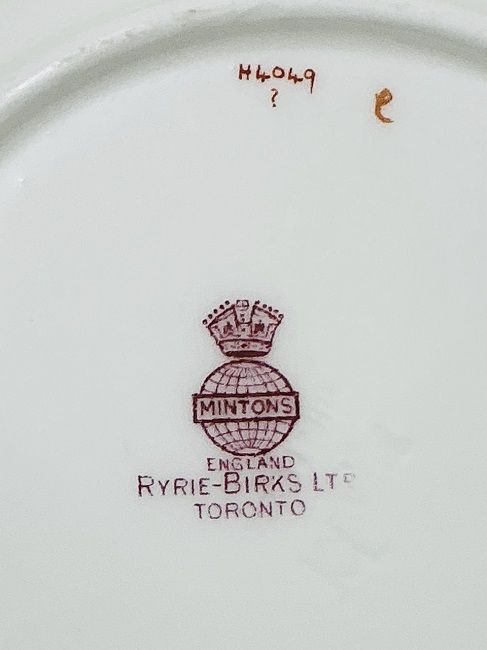 H4049
?
e
MINTONS
ENGLAND
RYRIE-BIRKS LTD
TORONTO